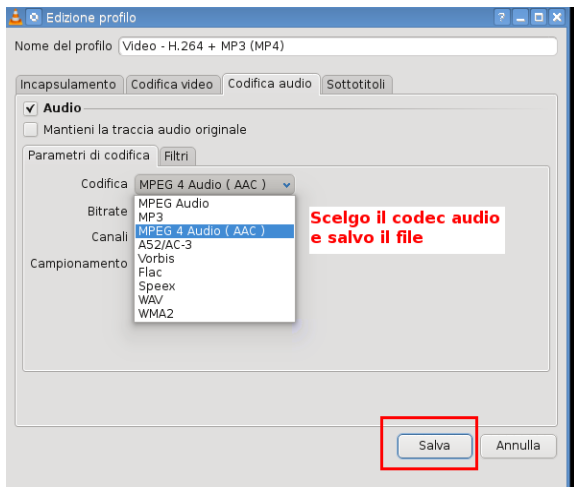 Edizione profilo
Nome del profilo Video - H.264 + MP3 (MP4)
Incapsulamento Codifica video Codifica audio Sottotitoli
Audio
Mantieni la traccia audio originale
Parametri di codifica Filtri
Codifica MPEG 4 Audio ( AAC )
Bitrate
Canali
Campionamento
MPEG Audio
MP3
MPEG 4 Audio ( AAC )
A52/AC-3
Vorbis
Flac
Speex
WAV
WMA2
Scelgo il codec audio
e salvo il file
Salva Annulla